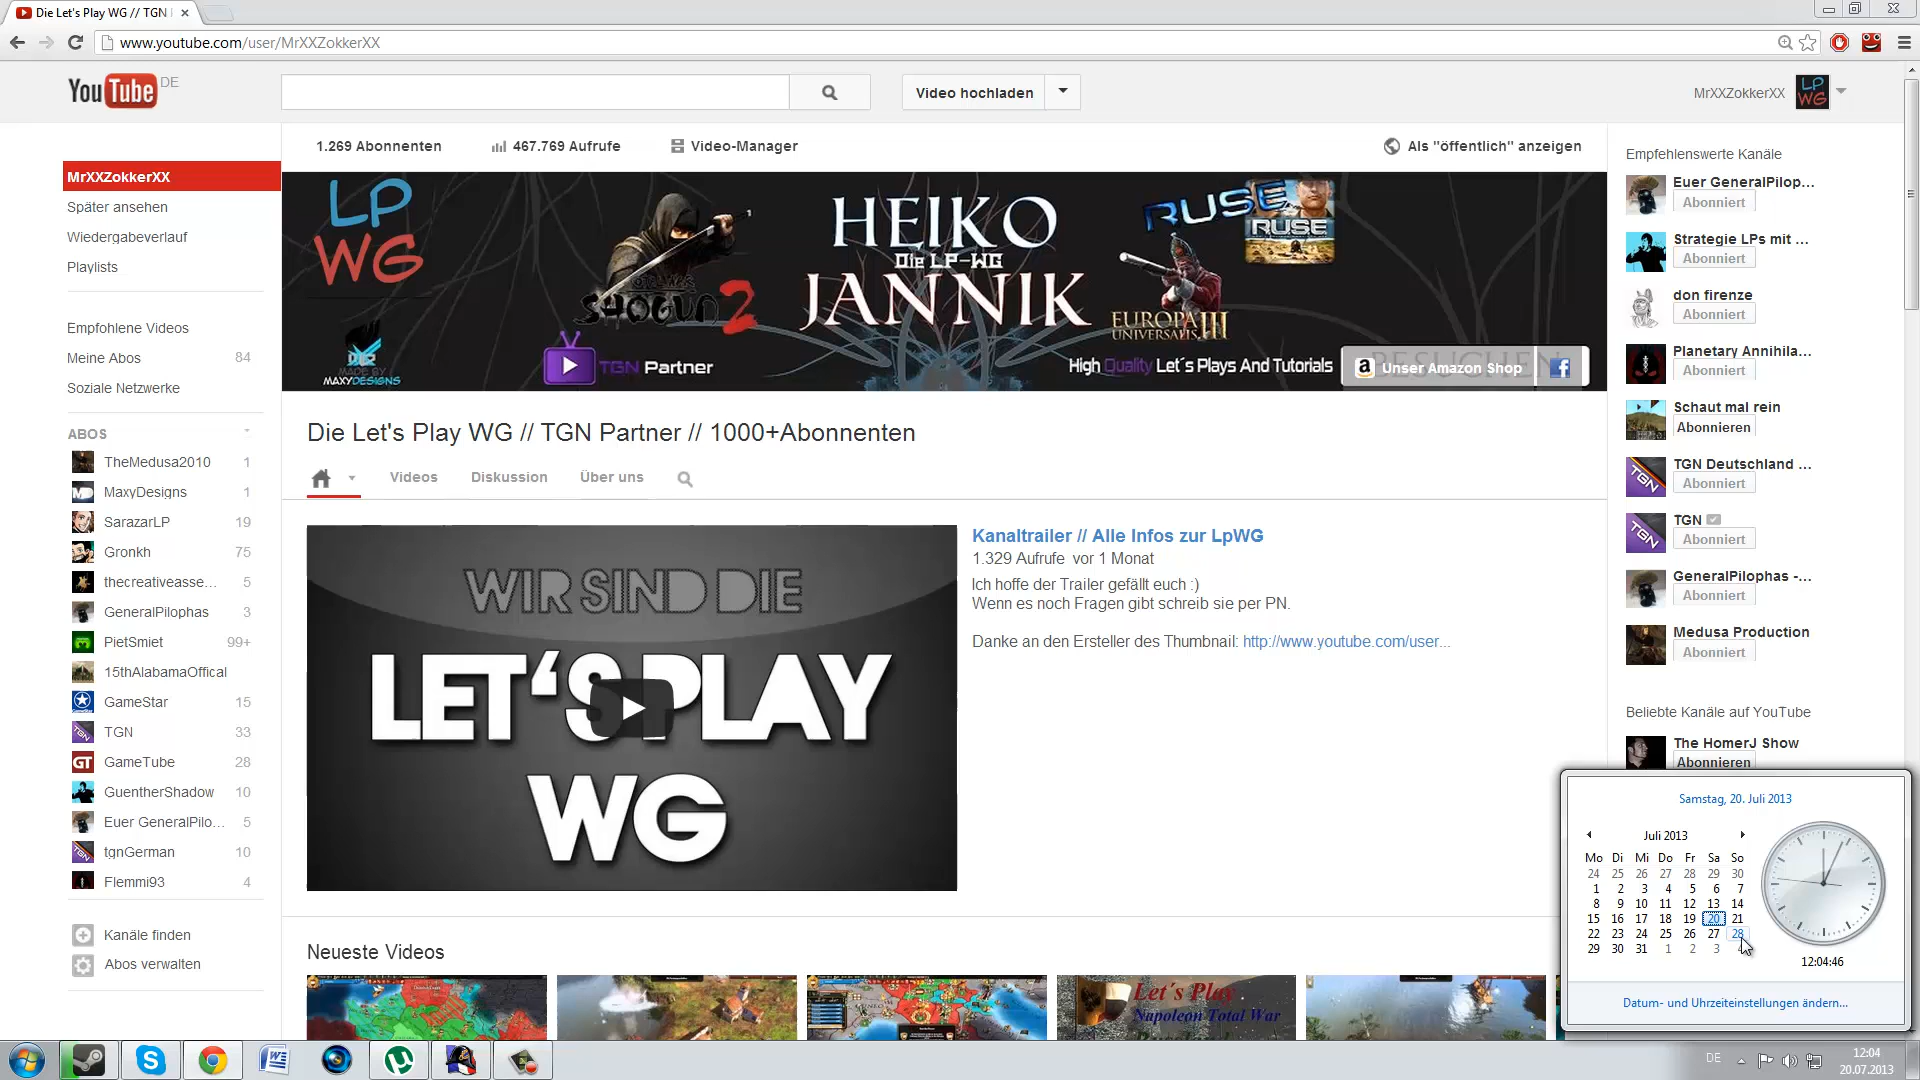 Die Let's Play WG // TGN
www.youtube.com/user/MrXXZokkerXX
YouTube DE
Video hochladen
MrXXZokkerXX
LP
WG
1.269 Abonnenten
467.769 Aufrufe
Video-Manager
Als "öffentlich" anzeigen
MrXXZokkerXX
Später ansehen
Wiedergabeverlauf
Playlists
Empfohlene Videos
Meine Abos 84
Soziale Netzwerke
ABOS
TheMedusa2010 1
MaxyDesigns 1
SarazarLP 19
Gronkh 75
thecreativeasse... 5
GeneralPilophas 3
PietSmiet 99+
15thAlabamaOffical
GameStar 15
TGN 33
GameTube 28
GuentherShadow 10
Euer GeneralPilo... 5
tgnGerman 10
Flemmi93 4
Kanäle finden
Abos verwalten
LP
WG
MADE BY
MAXYDESIGNS
TOTAL WAR
SHOGUN 2
TGN Partner
HEIKO
Die LP-WG
JANNIK
RUSE
RUSE
EUROPA
UNIVERSALIS III
High Quality Let´s Plays And Tutorials
BESUCHEN
Unser Amazon Shop
Die Let's Play WG // TGN Partner // 1000+Abonnenten
Videos
Diskussion
Über uns
WIR SIND DIE
LET'S PLAY
WG
Kanaltrailer // Alle Infos zur LpWG
1.329 Aufrufe vor 1 Monat
Ich hoffe der Trailer gefällt euch :)
Wenn es noch Fragen gibt schreib sie per PN.
Danke an den Ersteller des Thumbnail: http://www.youtube.com/user...
Neueste Videos
Let´s Play
Napoleon Total War
Empfehlenswerte Kanäle
Euer GeneralPilop...
Abonniert
Strategie LPs mit ...
Abonniert
don firenze
Abonniert
Planetary Annihila...
Abonniert
Schaut mal rein
Abonnieren
TGN Deutschland ...
Abonniert
TGN
Abonniert
GeneralPilophas -...
Abonniert
Medusa Production
Abonniert
Beliebte Kanäle auf YouTube
The HomerJ Show
Abonnieren
Samstag, 20. Juli 2013
Juli 2013
Mo Di Mi Do Fr Sa So
24 25 26 27 28 29 30
1 2 3 4 5 6 7
8 9 10 11 12 13 14
15 16 17 18 19 20 21
22 23 24 25 26 27 28
29 30 31 1 2 3 4
12:04:46
Datum- und Uhrzeiteinstellungen ändern...
DE
12:04
20.07.2013